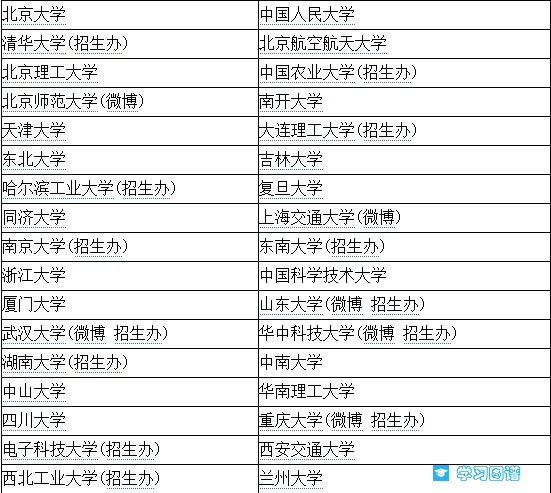 北京大学 中国人民大学
清华大学(招生办) 北京航空航天大学
北京理工大学 中国农业大学(招生办)
北京师范大学(微博) 南开大学
天津大学 大连理工大学(招生办)
东北大学 吉林大学
哈尔滨工业大学(招生办) 复旦大学
同济大学 上海交通大学(微博)
南京大学(招生办) 东南大学(招生办)
浙江大学 中国科学技术大学
厦门大学 山东大学(微博 招生办)
武汉大学(微博 招生办) 华中科技大学(微博 招生办)
湖南大学(招生办) 中南大学
中山大学 华南理工大学
四川大学 重庆大学(微博 招生办)
电子科技大学(招生办) 西安交通大学
西北工业大学(招生办) 兰州大学
学习图谱